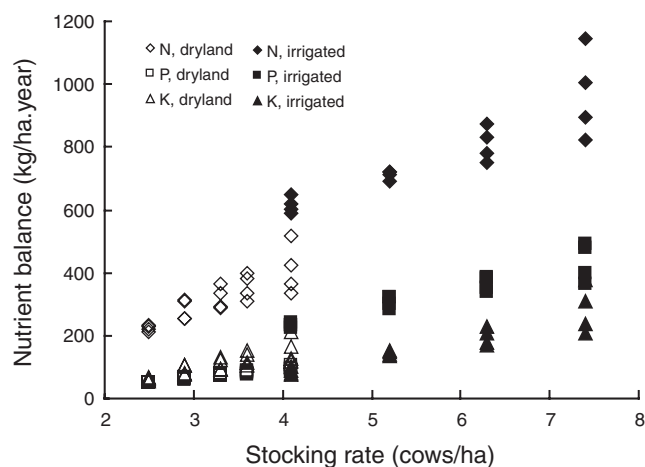 1200
1000
800
600
400
200
0
Nutrient balance (kg/ha.year)
N, dryland
N, irrigated
P, dryland
P, irrigated
K, dryland
K, irrigated
2 3 4 5 6 7 8
Stocking rate (cows/ha)